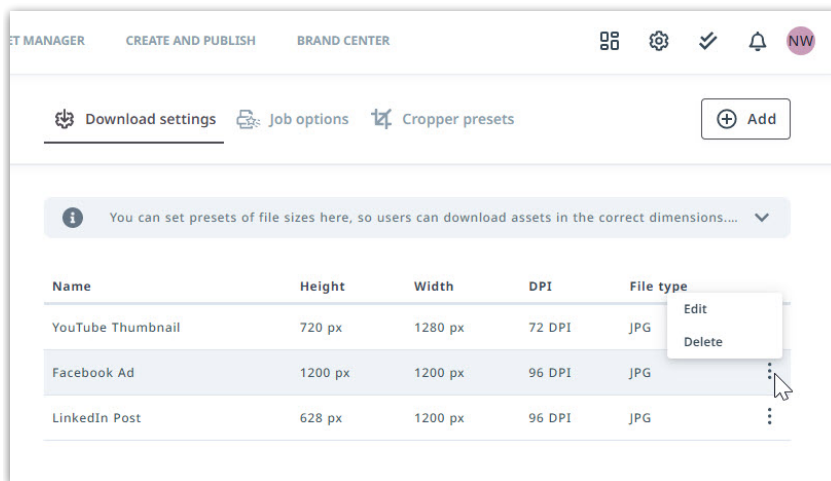 ET MANAGER CREATE AND PUBLISH BRAND CENTER NW
Download settings Job options Cropper presets Add
You can set presets of file sizes here, so users can download assets in the correct dimensions....
Name Height Width DPI File type
Edit
YouTube Thumbnail 720 px 1280 px 72 DPI JPG
Delete
Facebook Ad 1200 px 1200 px 96 DPI JPG
LinkedIn Post 628 px 1200 px 96 DPI JPG